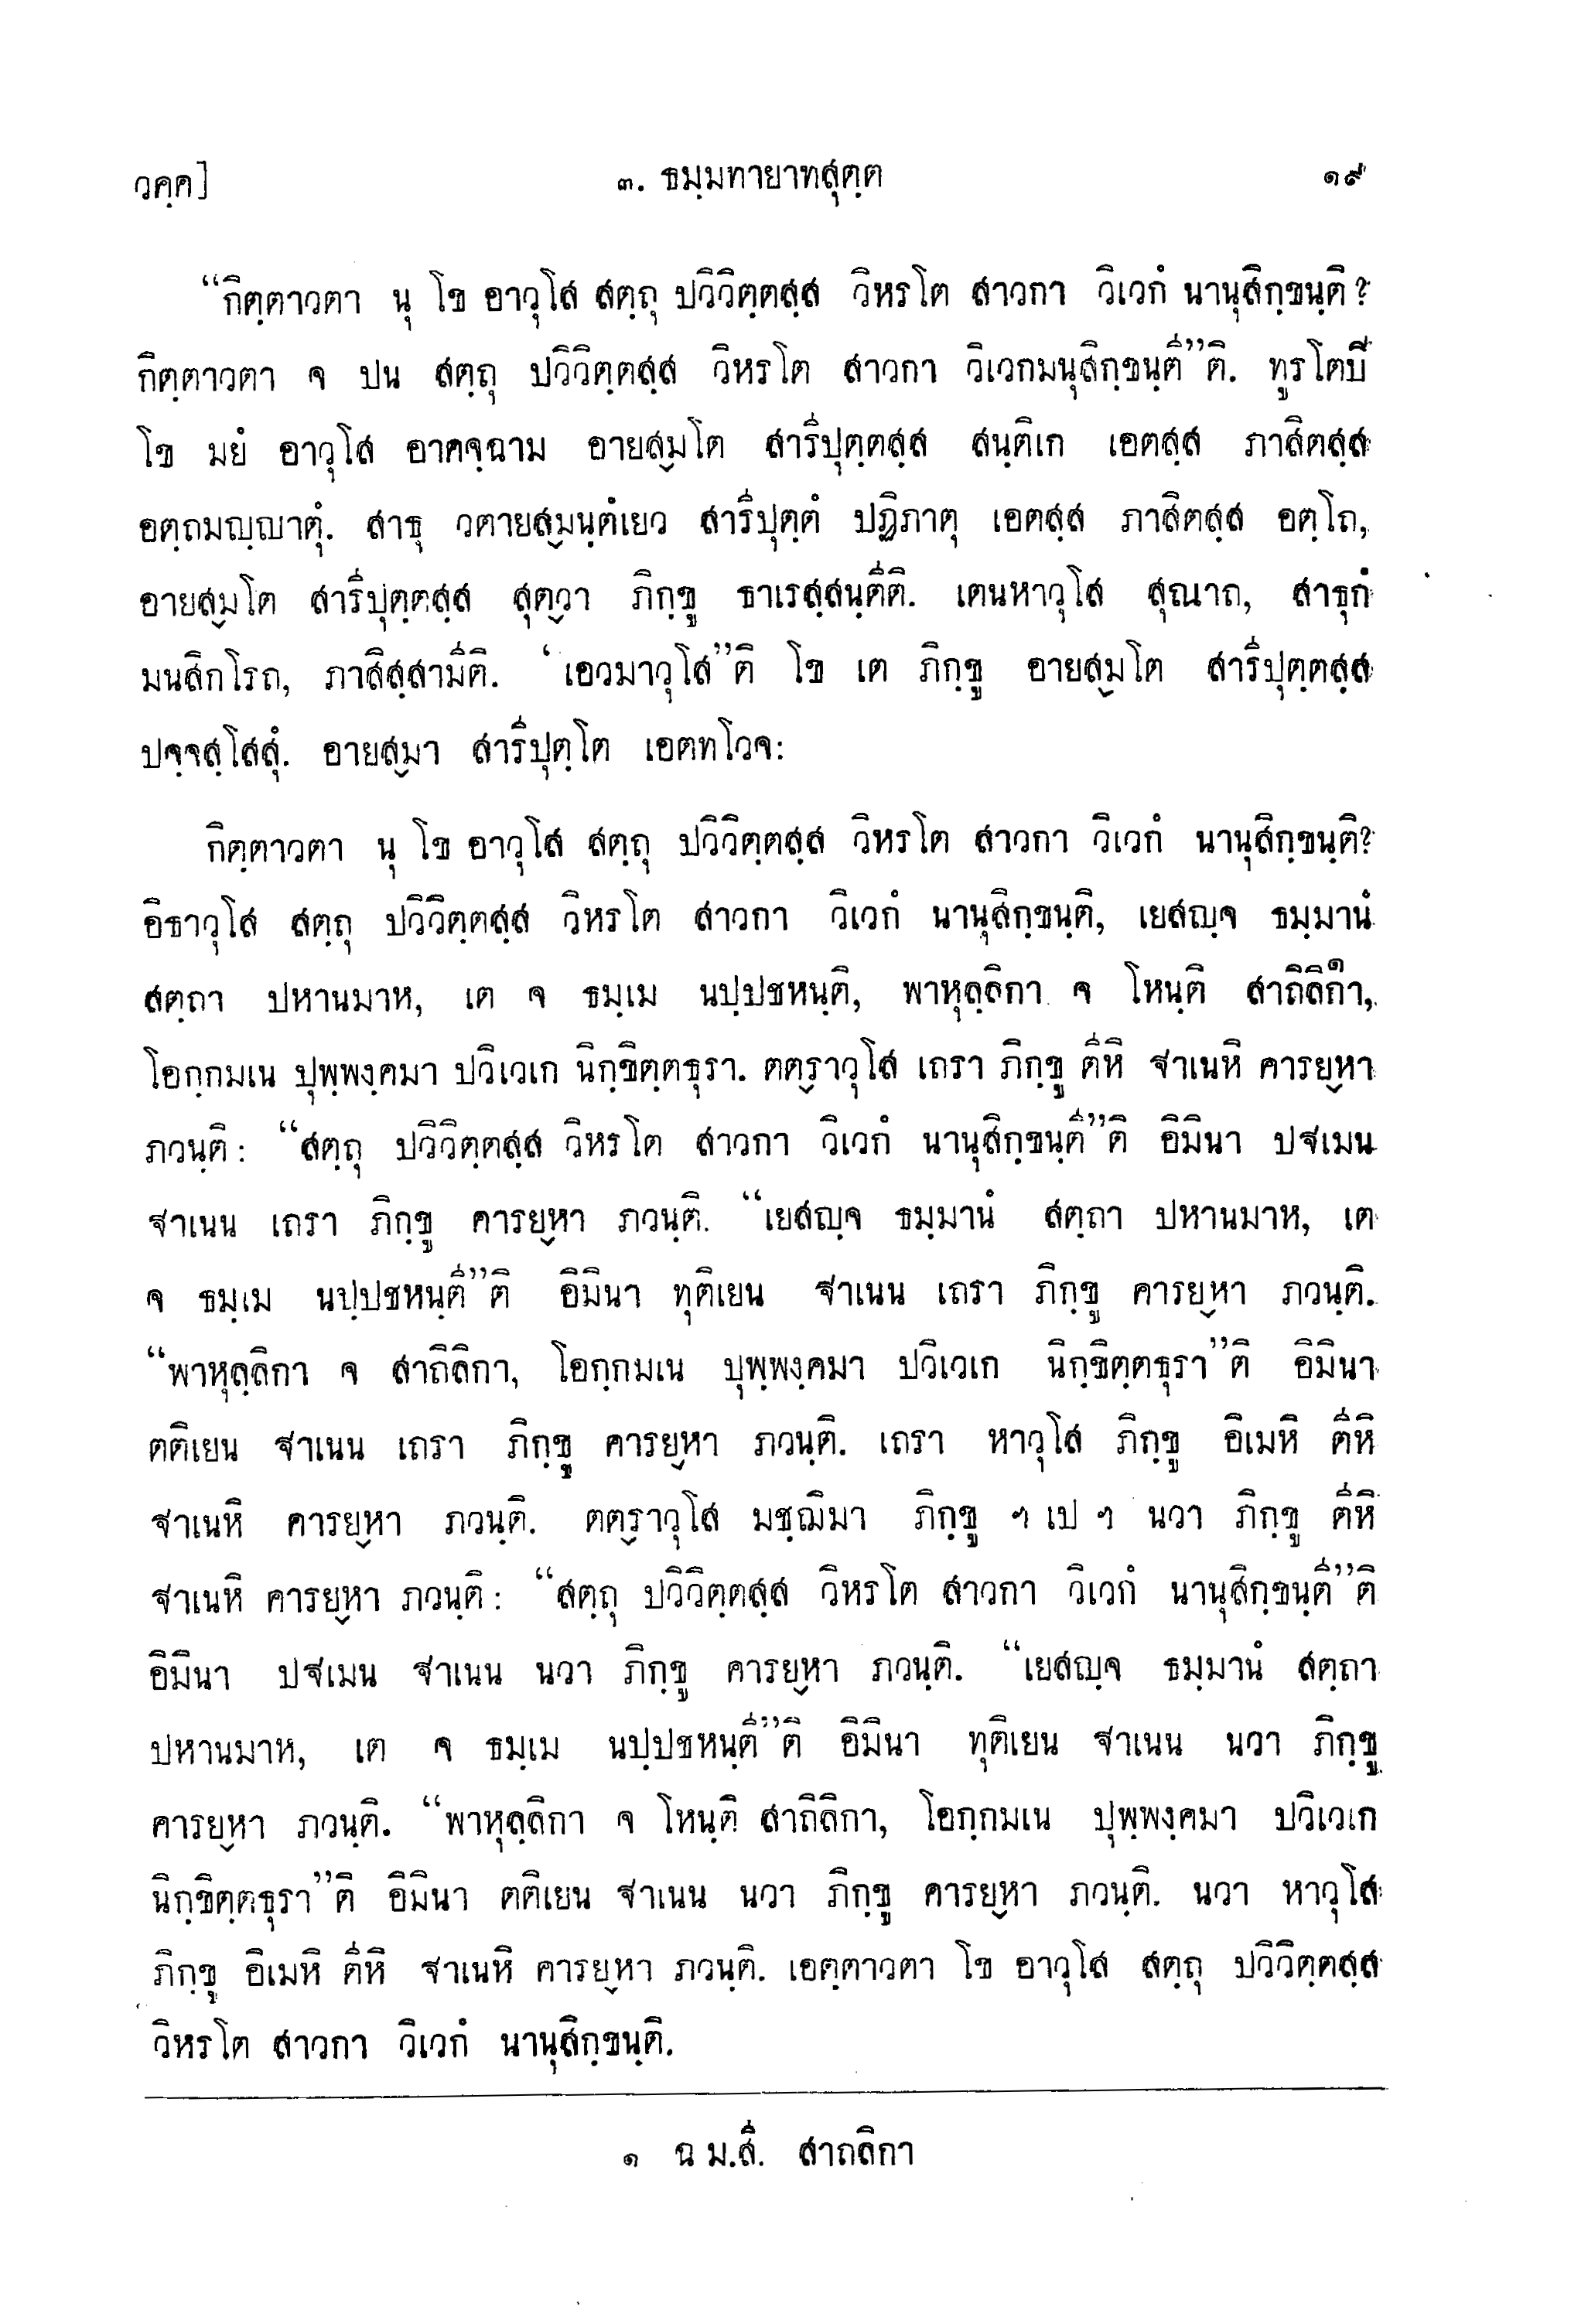 วคฺค]
๓. ธมฺมทายาทสุตฺต
๑๙
“กิตฺตาวตา นุ โข อาวุโส สตฺถุ ปวิวิตฺตสฺส วิหรโต สาวกา วิเวกํ นานุสิกฺขนฺติ?
กิตฺตาวตา จ ปน สตฺถุ ปวิวิตฺตสฺส วิหรโต สาวกา วิเวกมนุสิกฺขนฺตี”ติ. ทูรโตปิ
โข มยํ อาวุโส อาคจฺฉาม อายสฺมโต สารีปุตฺตสฺส สนฺติเก เอตสฺส ภาสิตสฺส
อตฺถมญฺญาตุํ. สาธุ วตายสฺมนฺตํเยว สารีปุตฺตํ ปฏิภาตุ เอตสฺส ภาสิตสฺส อตฺโถ,
อายสฺมโต สารีปุตฺตสฺส สุตฺวา ภิกฺขู ธาเรสฺสนฺตีติ. เตนหาวุโส สุณาถ, สาธุกํ
มนสิกโรถ, ภาสิสฺสามีติ. ‘เอวมาวุโส”ติ โข เต ภิกฺขู อายสฺมโต สารีปุตฺตสฺส
ปจฺจสฺโสสุํ. อายสฺมา สารีปุตฺโต เอตทโวจ:
กิตฺตาวตา นุ โข อาวุโส สตฺถุ ปวิวิตฺตสฺส วิหรโต สาวกา วิเวกํ นานุสิกฺขนฺติ?
อิธาวุโส สตฺถุ ปวิวิตฺตสฺส วิหรโต สาวกา วิเวกํ นานุสิกฺขนฺติ, เยสญฺจ ธมฺมานํ
สตฺถา ปหานมาห, เต จ ธมฺเม นปฺปชหนฺติ, พาหุลฺลิกา จ โหนฺติ สาถิลิกา๑,
โอกฺกมเน ปุพฺพงฺคมา ปวิเวเก นิกฺขิตฺตธุรา. ตตฺราวุโส เถรา ภิกฺขู ตีหิ ฐาเนหิ คารยฺหา
ภวนฺติ: “สตฺถุ ปวิวิตฺตสฺส วิหรโต สาวกา วิเวกํ นานุสิกฺขนฺตี”ติ อิมินา ปฐเมน
ฐาเนน เถรา ภิกฺขู คารยฺหา ภวนฺติ. “เยสญฺจ ธมฺมานํ สตฺถา ปหานมาห, เต
จ ธมฺเม นปฺปชหนฺตี”ติ อิมินา ทุติเยน ฐาเนน เถรา ภิกฺขู คารยฺหา ภวนฺติ.
“พาหุลฺลิกา จ สาถิลิกา, โอกฺกมเน ปุพฺพงฺคมา ปวิเวเก นิกฺขิตฺตธุรา”ติ อิมินา
ตติเยน ฐาเนน เถรา ภิกฺขู คารยฺหา ภวนฺติ. เถรา หาวุโส ภิกฺขู อิเมหิ ตีหิ
ฐาเนหิ คารยฺหา ภวนฺติ. ตตฺราวุโส มชฺฌิมา ภิกฺขู ฯ เป ฯ นวา ภิกฺขู ตีหิ
ฐาเนหิ คารยฺหา ภวนฺติ: “สตฺถุ ปวิวิตฺตสฺส วิหรโต สาวกา วิเวกํ นานุสิกฺขนฺตี”ติ
อิมินา ปฐเมน ฐาเนน นวา ภิกฺขู คารยฺหา ภวนฺติ. “เยสญฺจ ธมฺมานํ สตฺถา
ปหานมาห, เต จ ธมฺเม นปฺปชหนฺตี”ติ อิมินา ทุติเยน ฐาเนน นวา ภิกฺขู
คารยฺหา ภวนฺติ. “พาหุลฺลิกา จ โหนฺติ สาถิลิกา, โอกฺกมเน ปุพฺพงฺคมา ปวิเวเก
นิกฺขิตฺตธุรา”ติ อิมินา ตติเยน ฐาเนน นวา ภิกฺขู คารยฺหา ภวนฺติ. นวา หาวุโส
ภิกฺขู อิเมหิ ตีหิ ฐาเนหิ คารยฺหา ภวนฺติ. เอตฺตาวตา โข อาวุโส สตฺถุ ปวิวิตฺตสฺส
วิหรโต สาวกา วิเวกํ นานุสิกฺขนฺติ.
๑ ฉ ม.สี. สาถลิกา